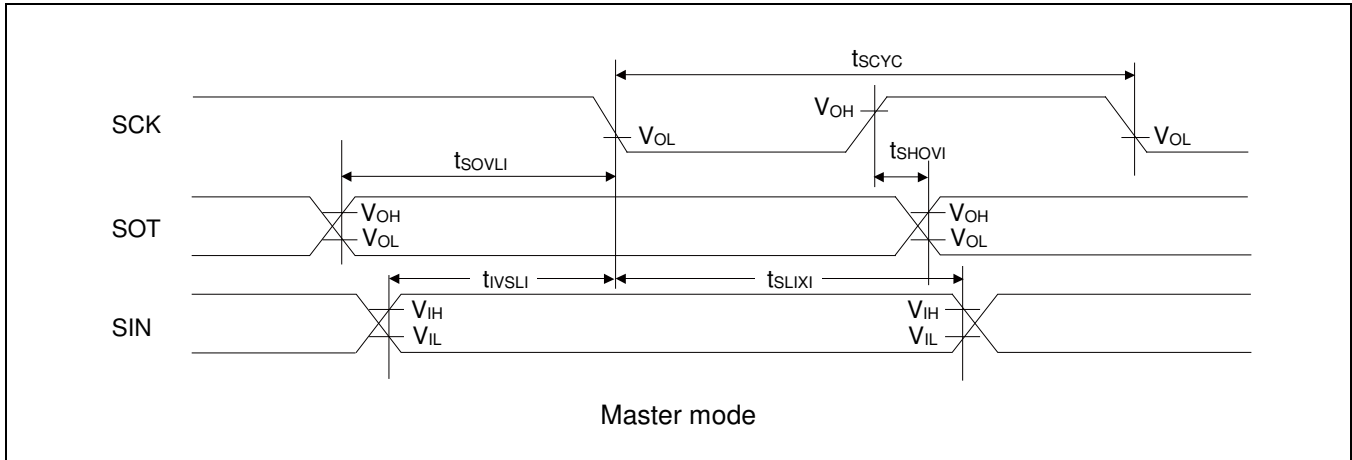 tSCYC
SCK
VOH
VOL
VOL
tSHOVI
tSOVLI
SOT
VOH
VOL
VOH
VOL
tIVSLI
tSLIXI
SIN
VIH
VIL
VIH
VIL
Master mode